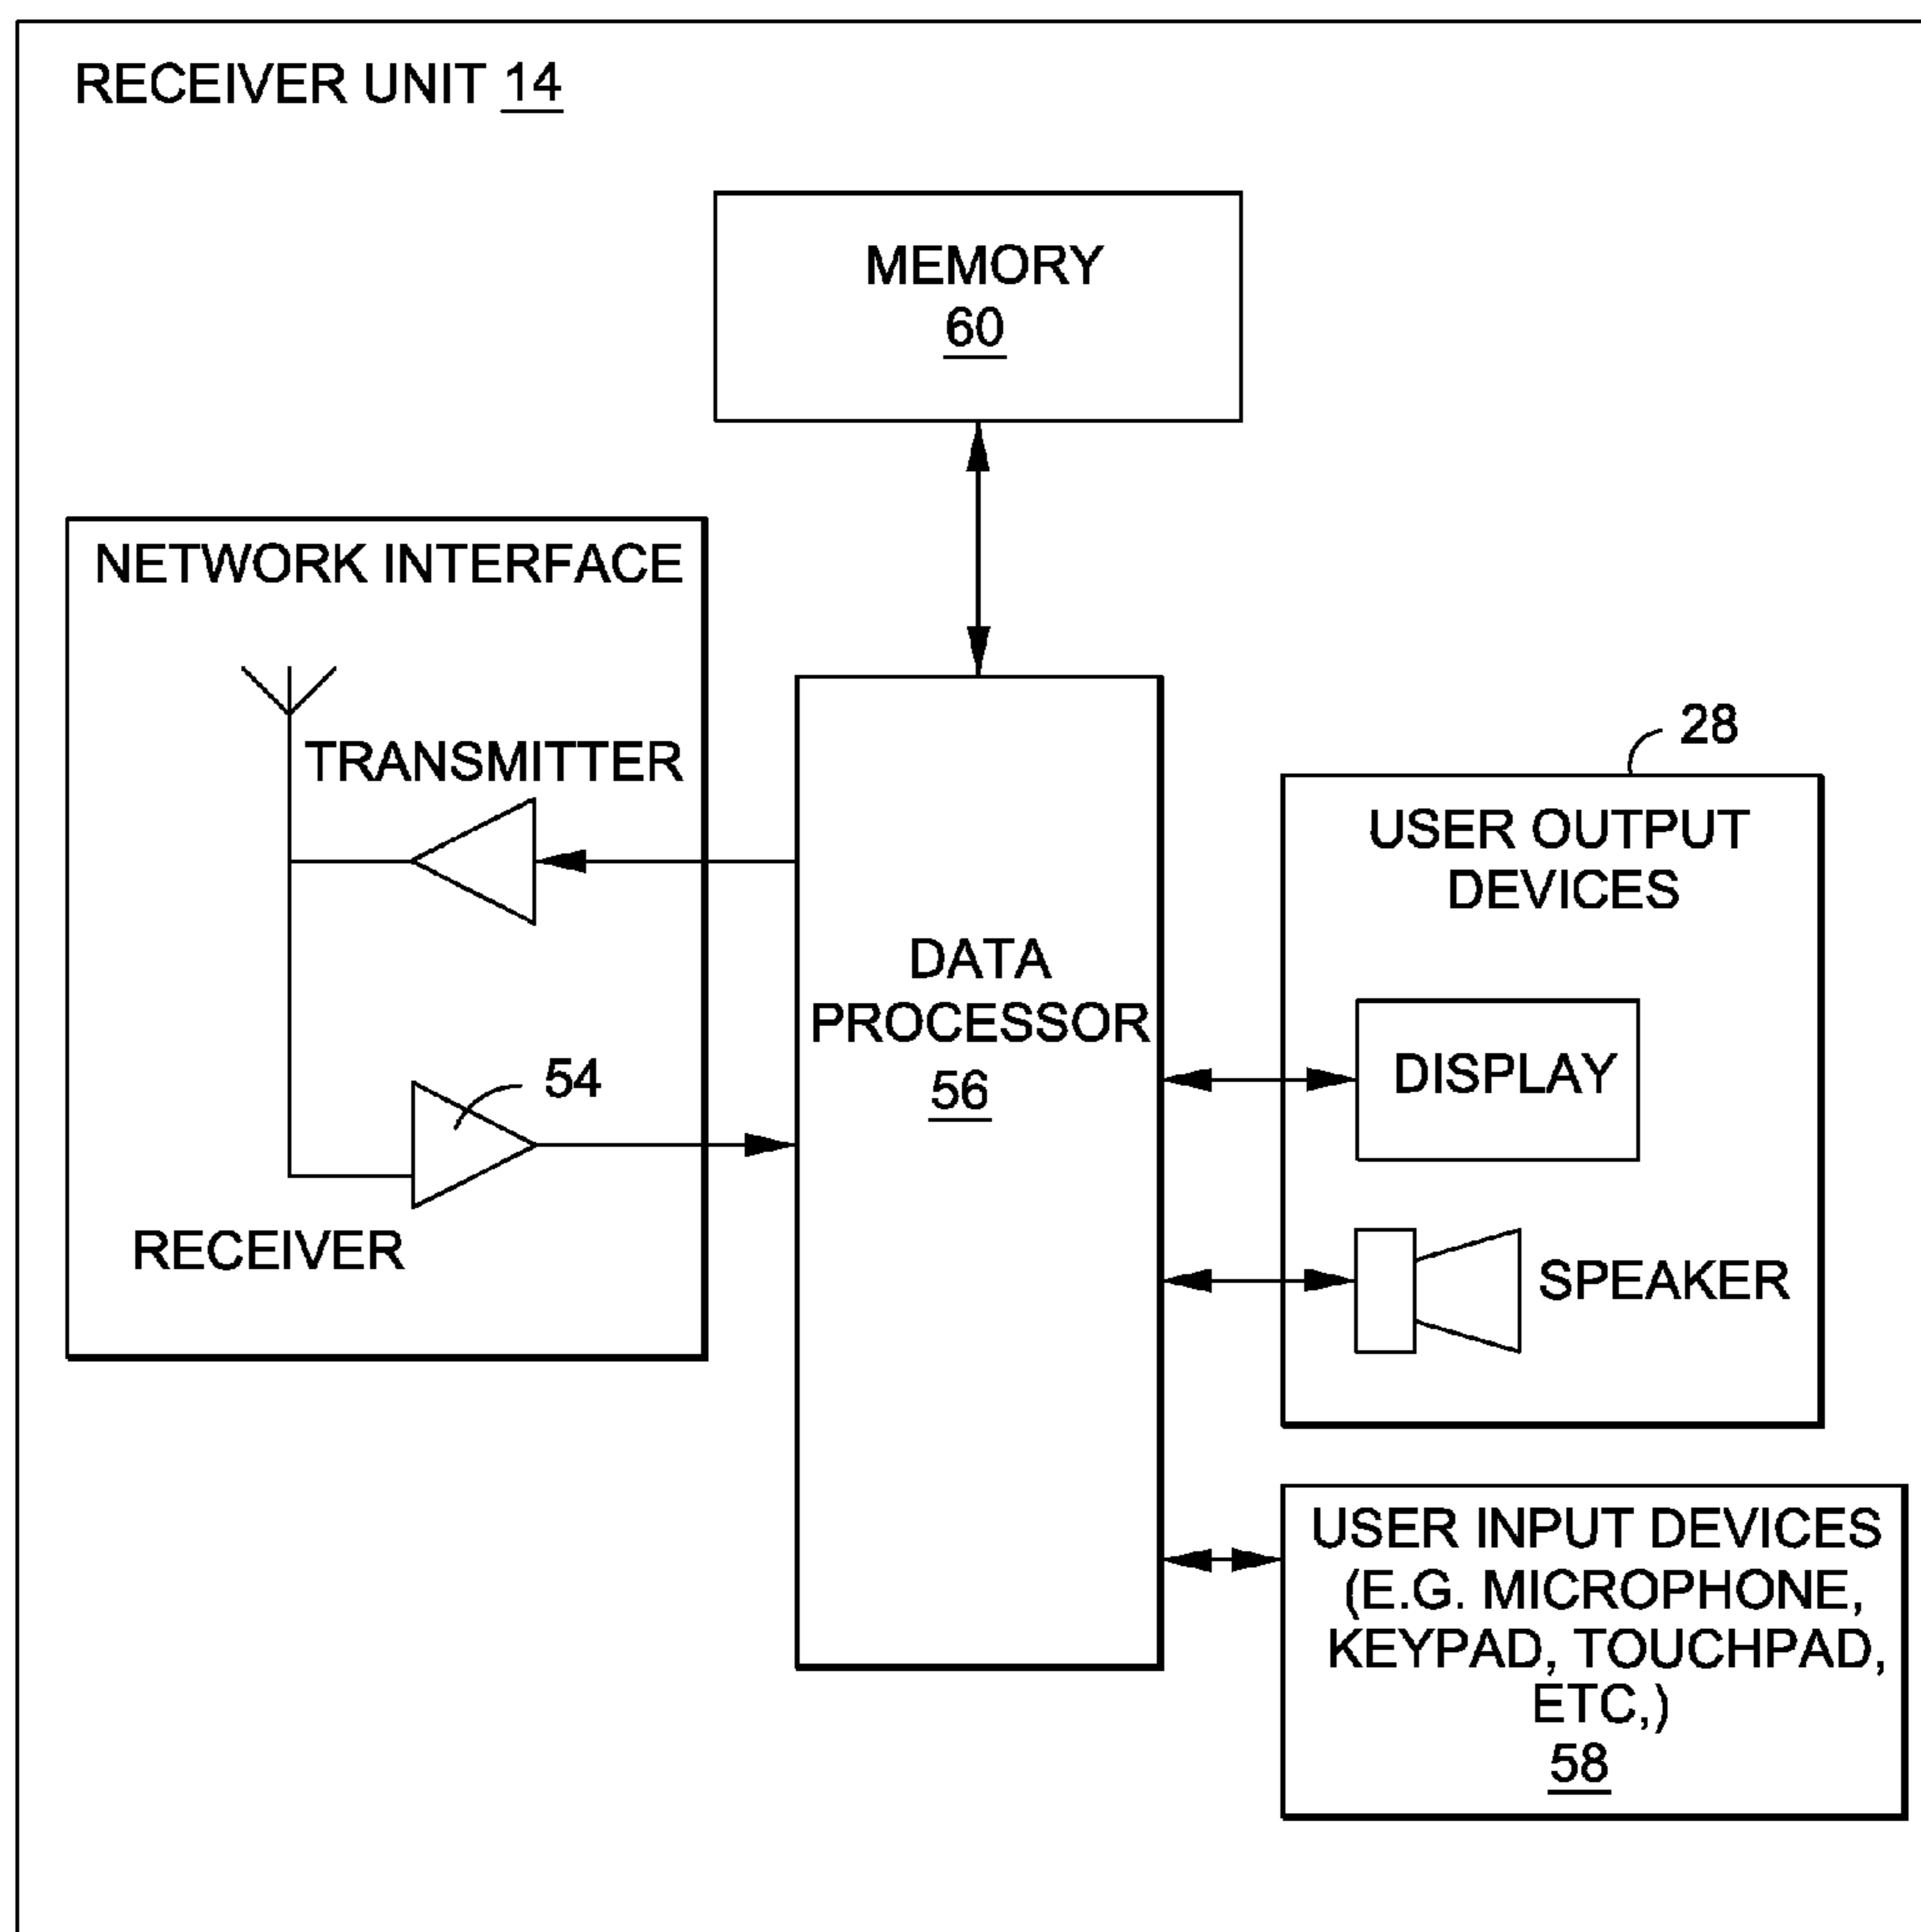 RECEIVER UNIT 14
MEMORY
60
NETWORK INTERFACE
TRANSMITTER
54
RECEIVER
DATA
PROCESSOR
56
28
USER OUTPUT
DEVICES
DISPLAY
SPEAKER
USER INPUT DEVICES
(E.G. MICROPHONE,
KEYPAD, TOUCHPAD,
ETC,)
58